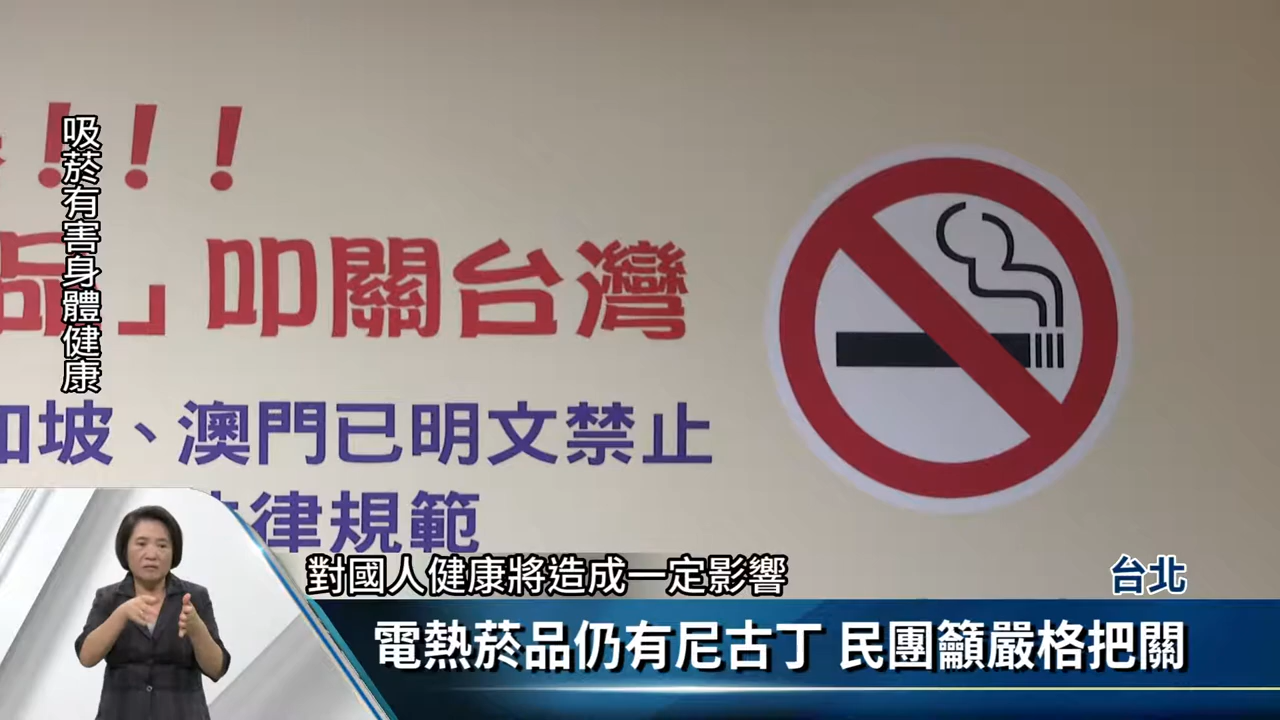 吸菸有害身體健康
!!!
品」叩關台灣
加坡、澳門已明文禁止
法律規範
對國人健康將造成一定影響
台北
電熱菸品仍有尼古丁 民團籲嚴格把關